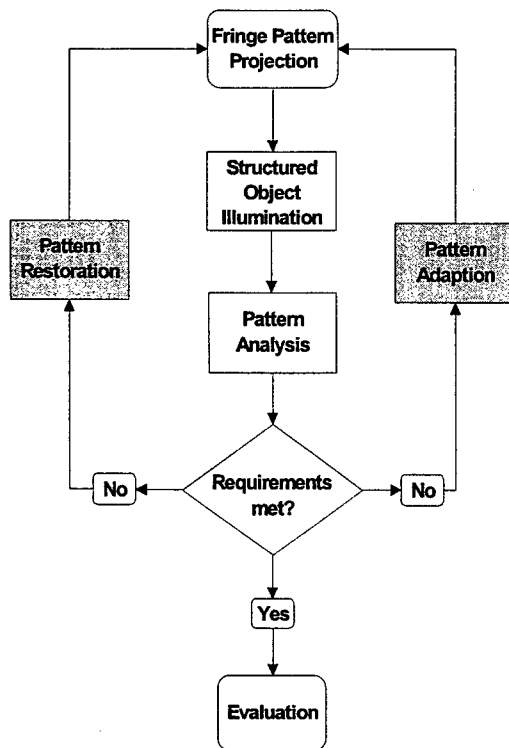 Fringe Pattern
Projection
Structured
Object
Illumination
Pattern
Restoration
Pattern
Adaption
Pattern
Analysis
Requirements
met?
No
No
Yes
Evaluation